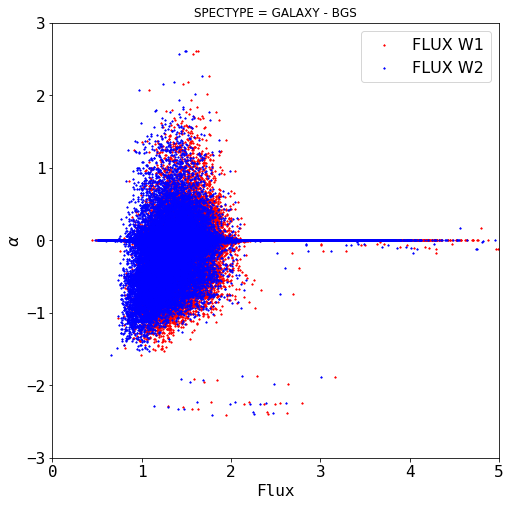 SPECTYPE = GALAXY - BGS
FLUX W1
FLUX W2
3
2
1
0
−1
−2
−3
α
0 1 2 3 4 5
Flux